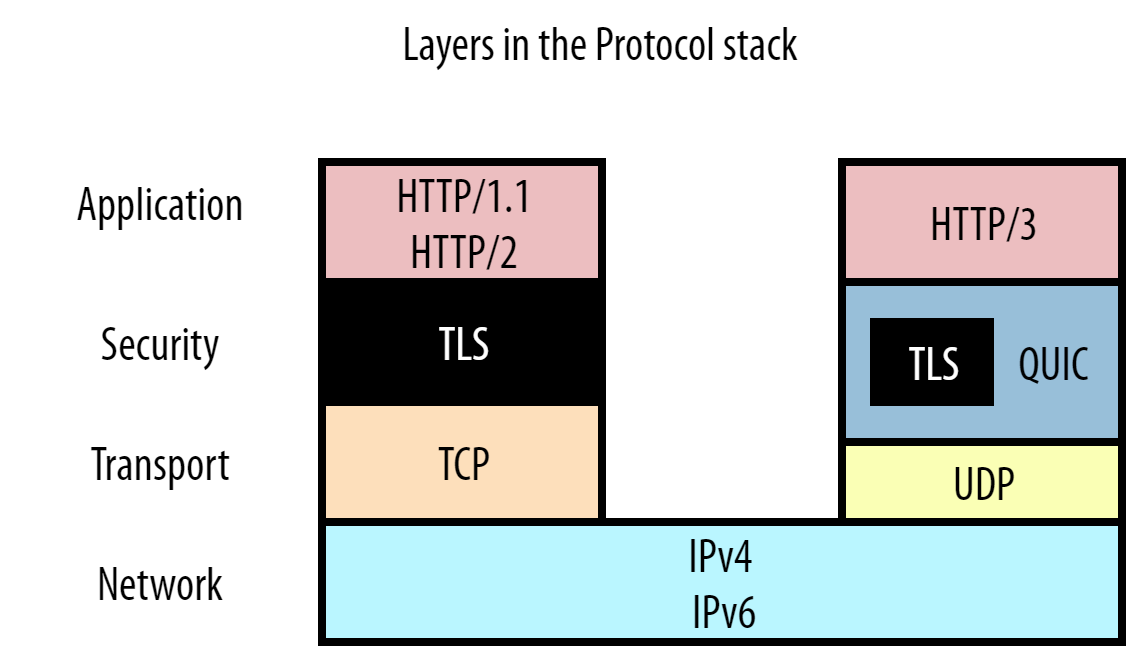 Layers in the Protocol stack
Application
HTTP/1.1
HTTP/2
HTTP/3
Security
TLS
TLS
QUIC
Transport
TCP
UDP
Network
IPv4
IPv6